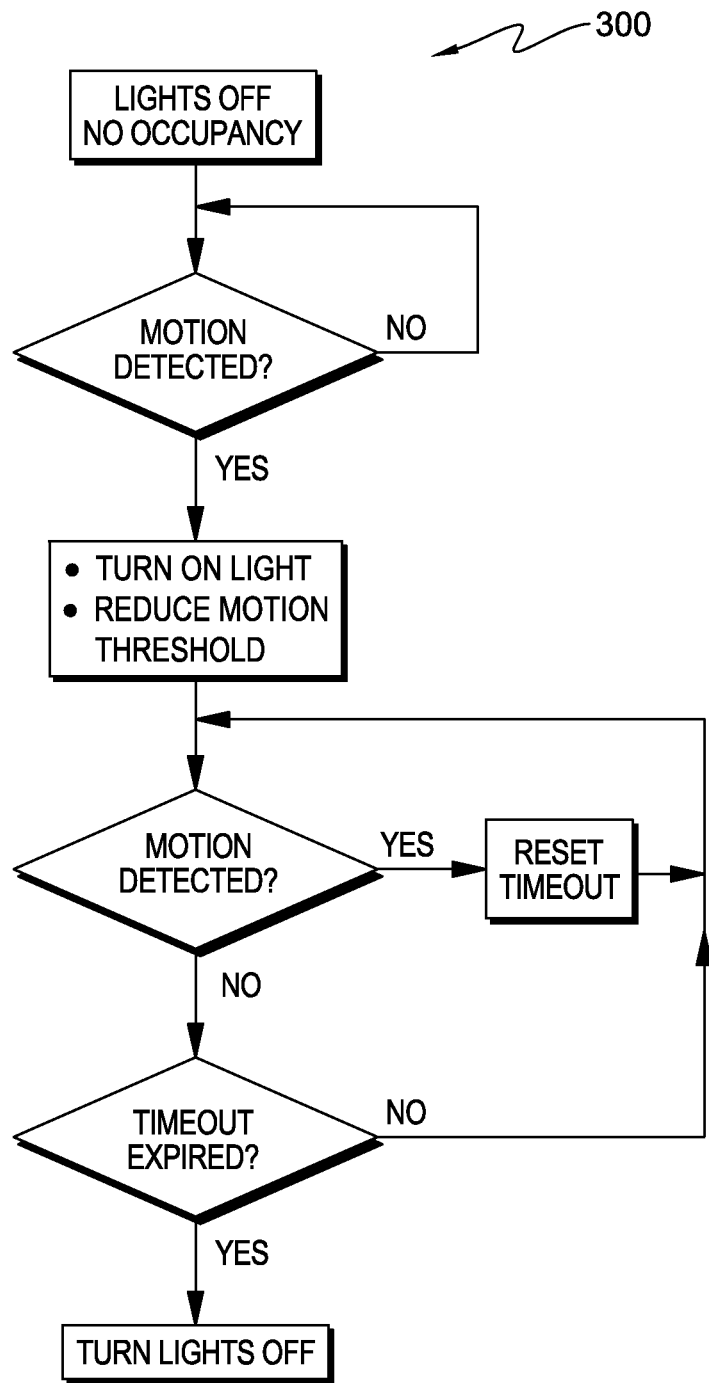 300
LIGHTS OFF
NO OCCUPANCY
MOTION
DETECTED?
NO
YES
• TURN ON LIGHT
• REDUCE MOTION
THRESHOLD
MOTION
DETECTED?
YES
RESET
TIMEOUT
NO
TIMEOUT
EXPIRED?
NO
YES
TURN LIGHTS OFF